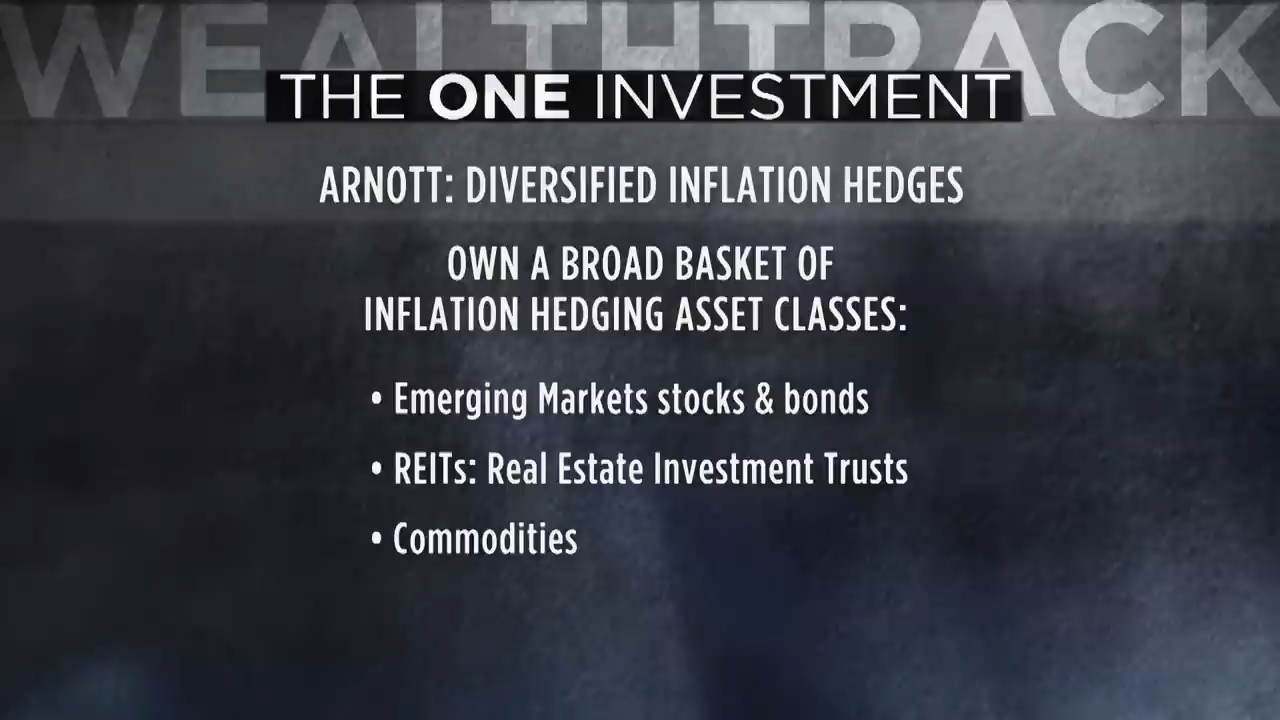 WEALTHTRACK
THE ONE INVESTMENT
ARNOTT: DIVERSIFIED INFLATION HEDGES
OWN A BROAD BASKET OF
INFLATION HEDGING ASSET CLASSES:
• Emerging Markets stocks & bonds
• REITs: Real Estate Investment Trusts
• Commodities